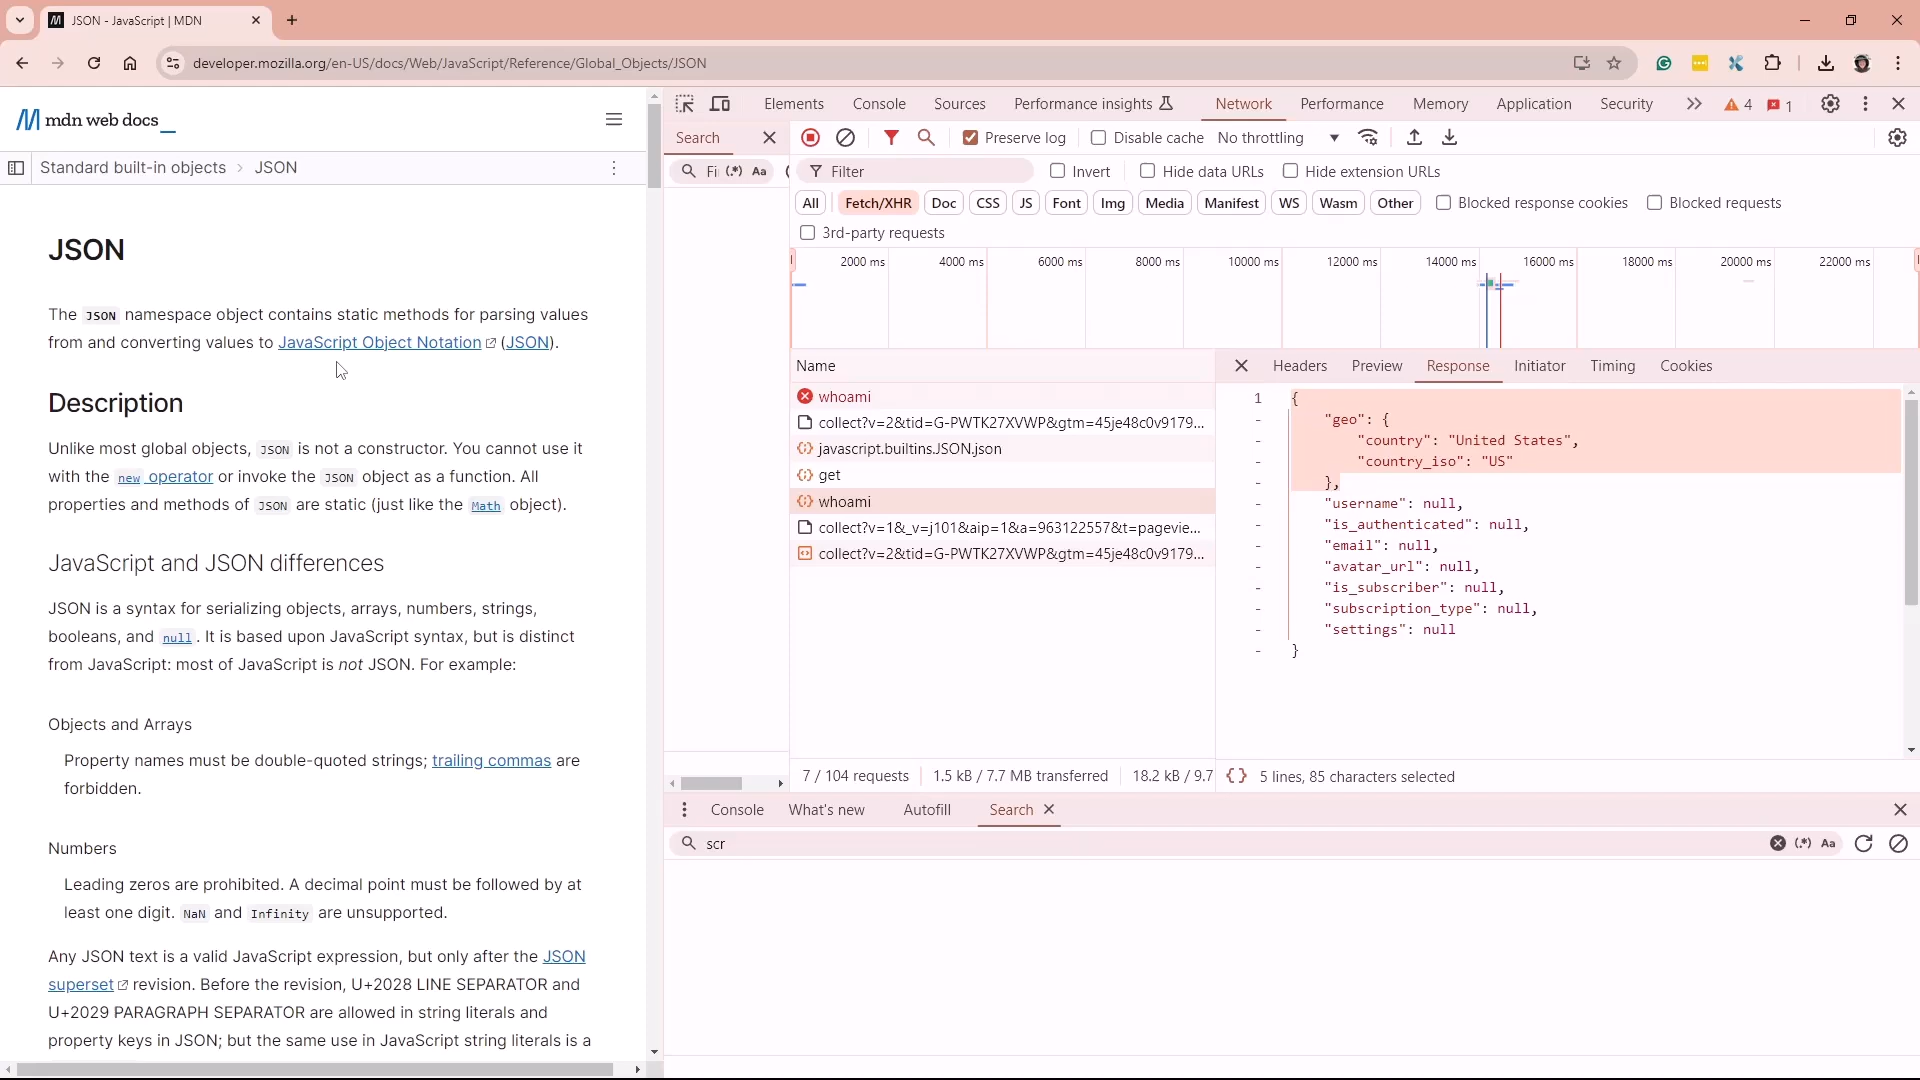 JSON - JavaScript | MDN
developer.mozilla.org/en-US/docs/Web/JavaScript/Reference/Global_Objects/JSON
mdn web docs_
Standard built-in objects > JSON
JSON
The JSON namespace object contains static methods for parsing values
from and converting values to JavaScript Object Notation (JSON).
Description
Unlike most global objects, JSON is not a constructor. You cannot use it
with the new operator or invoke the JSON object as a function. All
properties and methods of JSON are static (just like the Math object).
JavaScript and JSON differences
JSON is a syntax for serializing objects, arrays, numbers, strings,
booleans, and null. It is based upon JavaScript syntax, but is distinct
from JavaScript: most of JavaScript is not JSON. For example:
Objects and Arrays
Property names must be double-quoted strings; trailing commas are
forbidden.
Numbers
Leading zeros are prohibited. A decimal point must be followed by at
least one digit. NaN and Infinity are unsupported.
Any JSON text is a valid JavaScript expression, but only after the JSON
superset revision. Before the revision, U+2028 LINE SEPARATOR and
U+2029 PARAGRAPH SEPARATOR are allowed in string literals and
property keys in JSON; but the same use in JavaScript string literals is a
Elements Console Sources Performance insights Network Performance Memory Application Security 4 1
Search
Fi (.*) Aa
Preserve log Disable cache No throttling
Filter Invert Hide data URLs Hide extension URLs
All Fetch/XHR Doc CSS JS Font Img Media Manifest WS Wasm Other Blocked response cookies Blocked requests
3rd-party requests
2000 ms 4000 ms 6000 ms 8000 ms 10000 ms 12000 ms 14000 ms 16000 ms 18000 ms 20000 ms 22000 ms
Name
whoami
collect?v=2&tid=G-PWTK27XVWP&gtm=45je48c0v9179...
javascript.builtins.JSON.json
get
whoami
collect?v=1&_v=j101&aip=1&a=963122557&t=pagevie...
collect?v=2&tid=G-PWTK27XVWP&gtm=45je48c0v9179...
7 / 104 requests 1.5 kB / 7.7 MB transferred 18.2 kB / 9.7
Headers Preview Response Initiator Timing Cookies
1 {
- "geo": {
- "country": "United States",
- "country_iso": "US"
- },
- "username": null,
- "is_authenticated": null,
- "email": null,
- "avatar_url": null,
- "is_subscriber": null,
- "subscription_type": null,
- "settings": null
- }
{} 5 lines, 85 characters selected
Console What's new Autofill Search
scr (.*) Aa